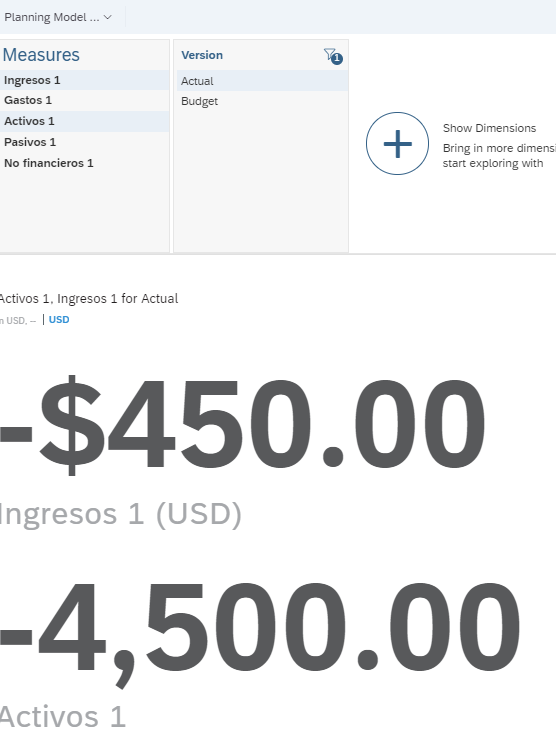 Planning Model ...
Measures
Ingresos 1
Gastos 1
Activos 1
Pasivos 1
No financieros 1
Version
1
Actual
Budget
Show Dimensions
Bring in more dimensi
start exploring with
Activos 1, Ingresos 1 for Actual
n USD, -- | USD
-$450.00
Ingresos 1 (USD)
-4,500.00
Activos 1